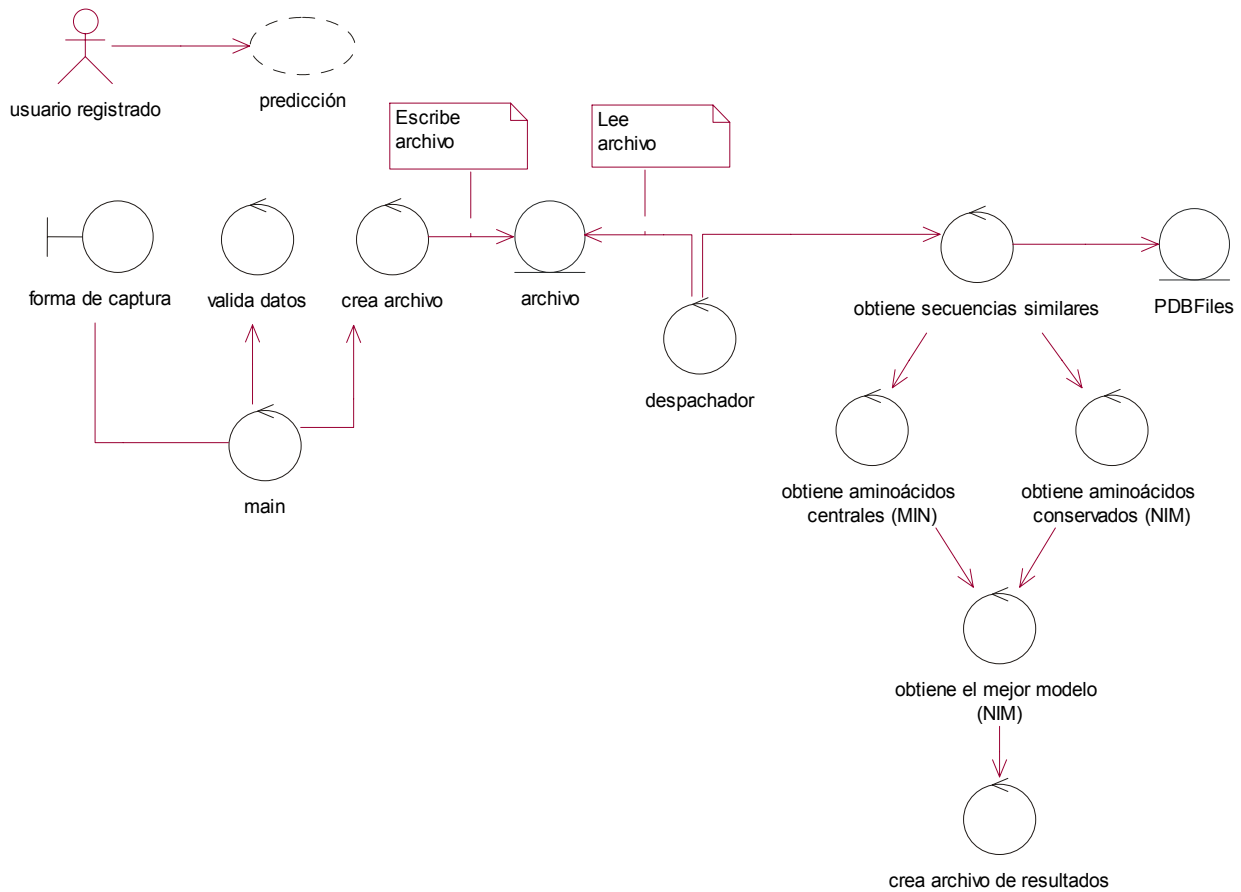 usuario registrado
predicción
Escribe
archivo
Lee
archivo
forma de captura
valida datos
crea archivo
archivo
obtiene secuencias similares
PDBFiles
despachador
main
obtiene aminoácidos
centrales (MIN)
obtiene aminoácidos
conservados (NIM)
obtiene el mejor modelo
(NIM)
crea archivo de resultados